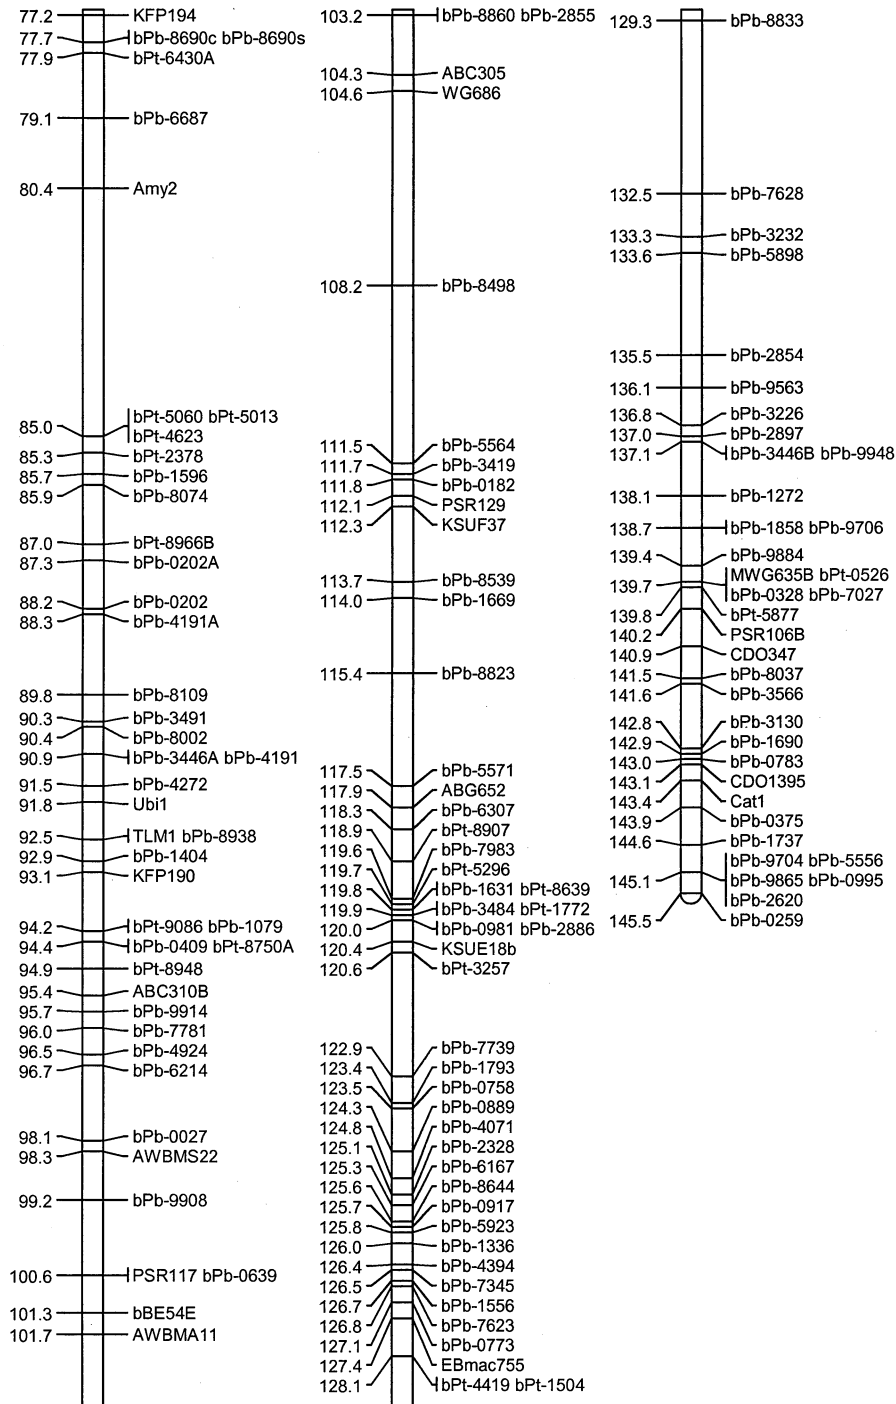 77.2 KFP194
77.7 bPb-8690c bPb-8690s
77.9 bPt-6430A
79.1 bPb-6687
80.4 Amy2
85.0 bPt-5060 bPt-5013
bPt-4623
85.3 bPt-2378
85.7 bPb-1596
85.9 bPb-8074
87.0 bPt-8966B
87.3 bPb-0202A
88.2 bPb-0202
88.3 bPb-4191A
89.8 bPb-8109
90.3 bPb-3491
90.4 bPb-8002
90.9 bPb-3446A bPb-4191
91.5 bPb-4272
91.8 Ubi1
92.5 TLM1 bPb-8938
92.9 bPb-1404
93.1 KFP190
94.2 bPt-9086 bPb-1079
94.4 bPb-0409 bPt-8750A
94.9 bPt-8948
95.4 ABC310B
95.7 bPb-9914
96.0 bPb-7781
96.5 bPb-4924
96.7 bPb-6214
98.1 bPb-0027
98.3 AWBMS22
99.2 bPb-9908
100.6 PSR117 bPb-0639
101.3 bBE54E
101.7 AWBMA11
103.2 bPb-8860 bPb-2855
104.3 ABC305
104.6 WG686
108.2 bPb-8498
111.5 bPb-5564
111.7 bPb-3419
111.8 bPb-0182
112.1 PSR129
112.3 KSUF37
113.7 bPb-8539
114.0 bPb-1669
115.4 bPb-8823
117.5 bPb-5571
117.9 ABG652
118.3 bPb-6307
118.9 bPt-8907
119.6 bPb-7983
119.7 bPt-5296
119.8 bPb-1631 bPt-8639
119.9 bPb-3484 bPt-1772
120.0 bPb-0981 bPb-2886
120.4 KSUE18b
120.6 bPt-3257
122.9 bPb-7739
123.4 bPb-1793
123.5 bPb-0758
124.3 bPb-0889
124.8 bPb-4071
125.1 bPb-2328
125.3 bPb-6167
125.6 bPb-8644
125.7 bPb-0917
125.8 bPb-5923
126.0 bPb-1336
126.4 bPb-4394
126.5 bPb-7345
126.7 bPb-1556
126.8 bPb-7623
127.1 bPb-0773
127.4 EBmac755
128.1 bPt-4419 bPt-1504
129.3 bPb-8833
132.5 bPb-7628
133.3 bPb-3232
133.6 bPb-5898
135.5 bPb-2854
136.1 bPb-9563
136.8 bPb-3226
137.0 bPb-2897
137.1 bPb-3446B bPb-9948
138.1 bPb-1272
138.7 bPb-1858 bPb-9706
139.4 bPb-9884
139.7 MWG635B bPt-0526
bPb-0328 bPb-7027
139.8 bPt-5877
140.2 PSR106B
140.9 CDO347
141.5 bPb-8037
141.6 bPb-3566
142.8 bPb-3130
142.9 bPb-1690
143.0 bPb-0783
143.1 CDO1395
143.4 Cat1
143.9 bPb-0375
144.6 bPb-1737
bPb-9704 bPb-5556
145.1 bPb-9865 bPb-0995
bPb-2620
145.5 bPb-0259